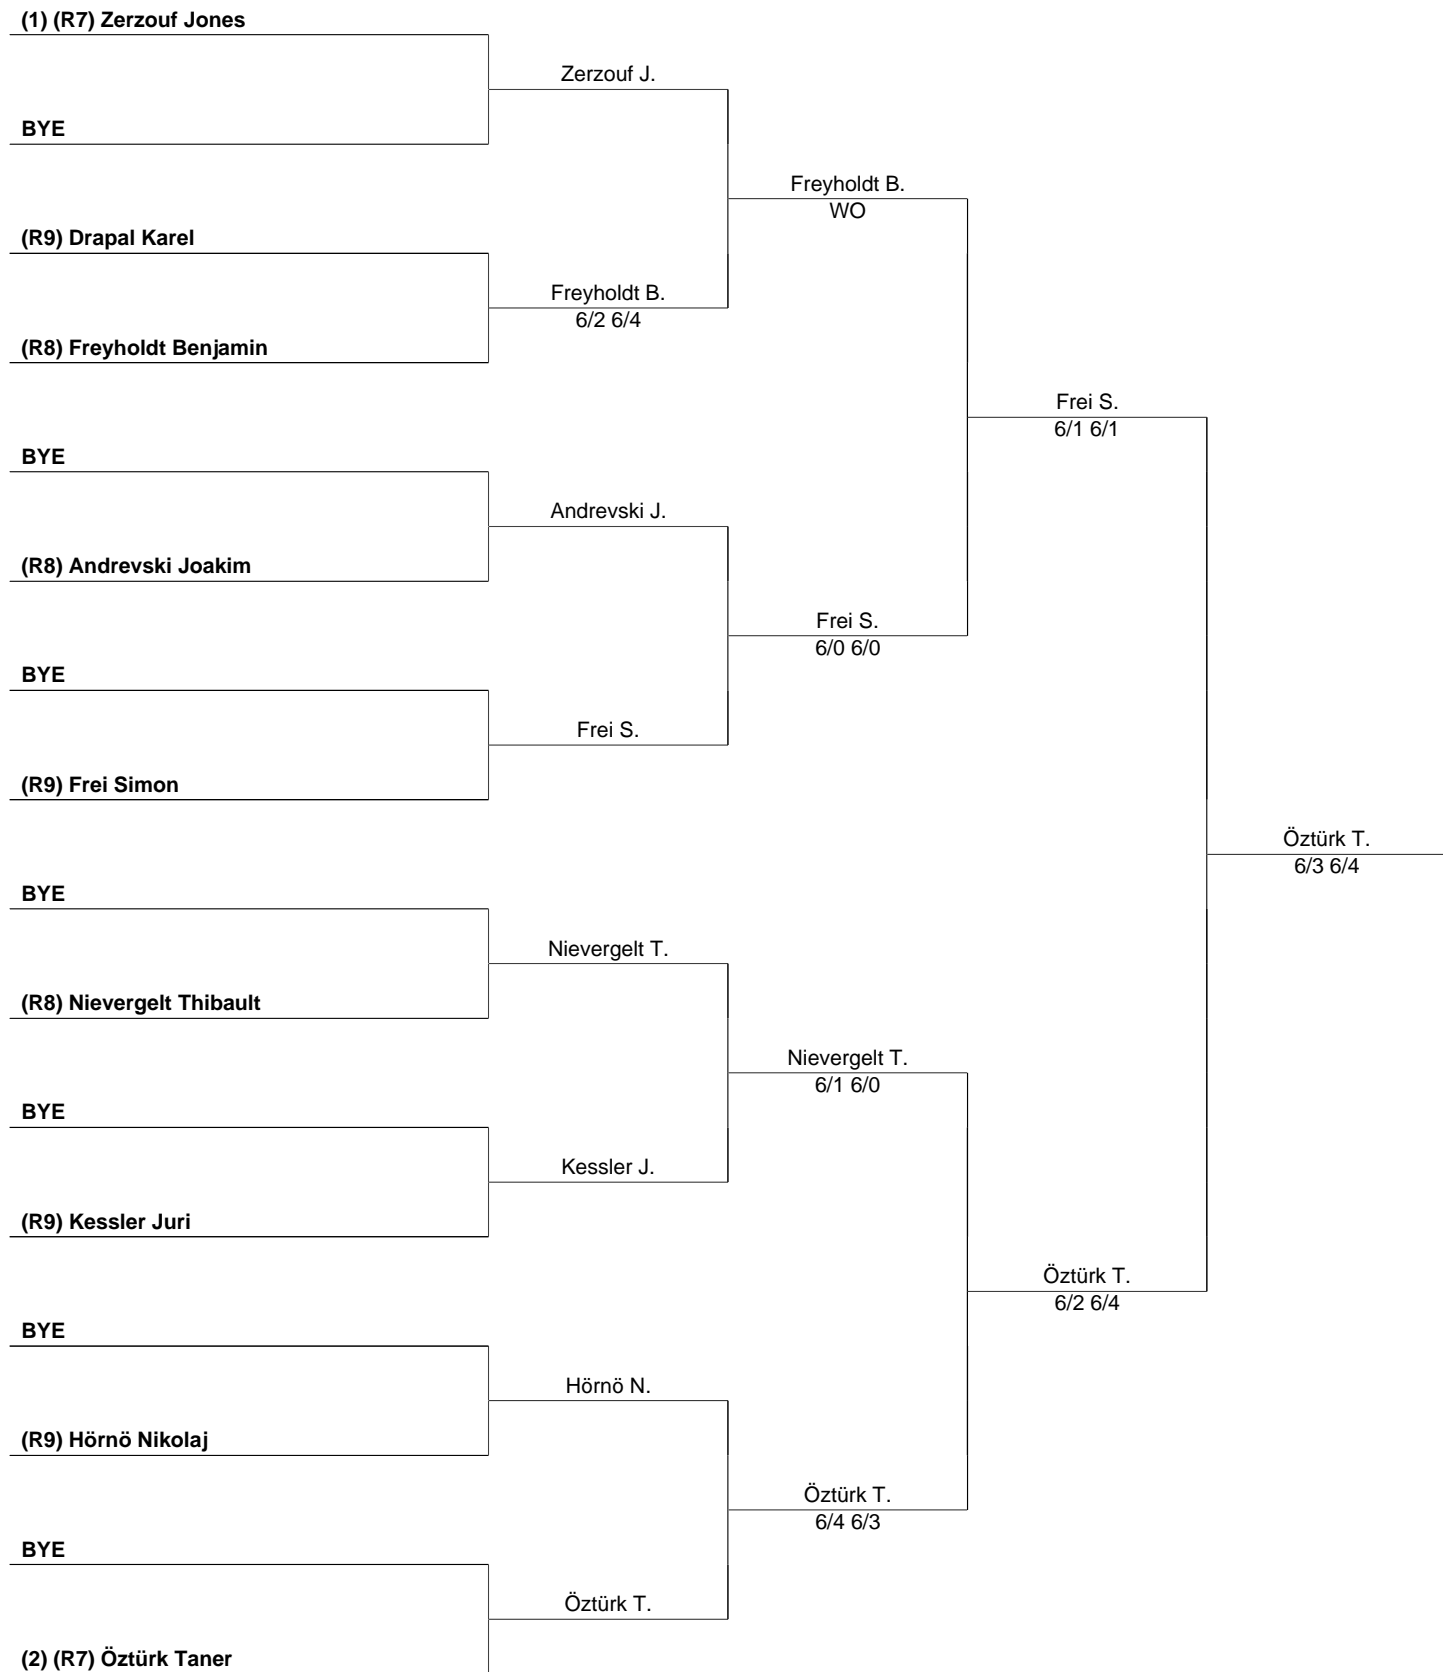 (1) (R7) Zerzouf Jones
Zerzouf J.
BYE
Freyholdt B.
WO
(R9) Drapal Karel
Freyholdt B.
6/2 6/4
(R8) Freyholdt Benjamin
Frei S.
6/1 6/1
BYE
Andrevski J.
(R8) Andrevski Joakim
Frei S.
6/0 6/0
BYE
Frei S.
(R9) Frei Simon
Öztürk T.
6/3 6/4
BYE
Nievergelt T.
(R8) Nievergelt Thibault
Nievergelt T.
6/1 6/0
BYE
Kessler J.
(R9) Kessler Juri
Öztürk T.
6/2 6/4
BYE
Hörnö N.
(R9) Hörnö Nikolaj
Öztürk T.
6/4 6/3
BYE
Öztürk T.
(2) (R7) Öztürk Taner